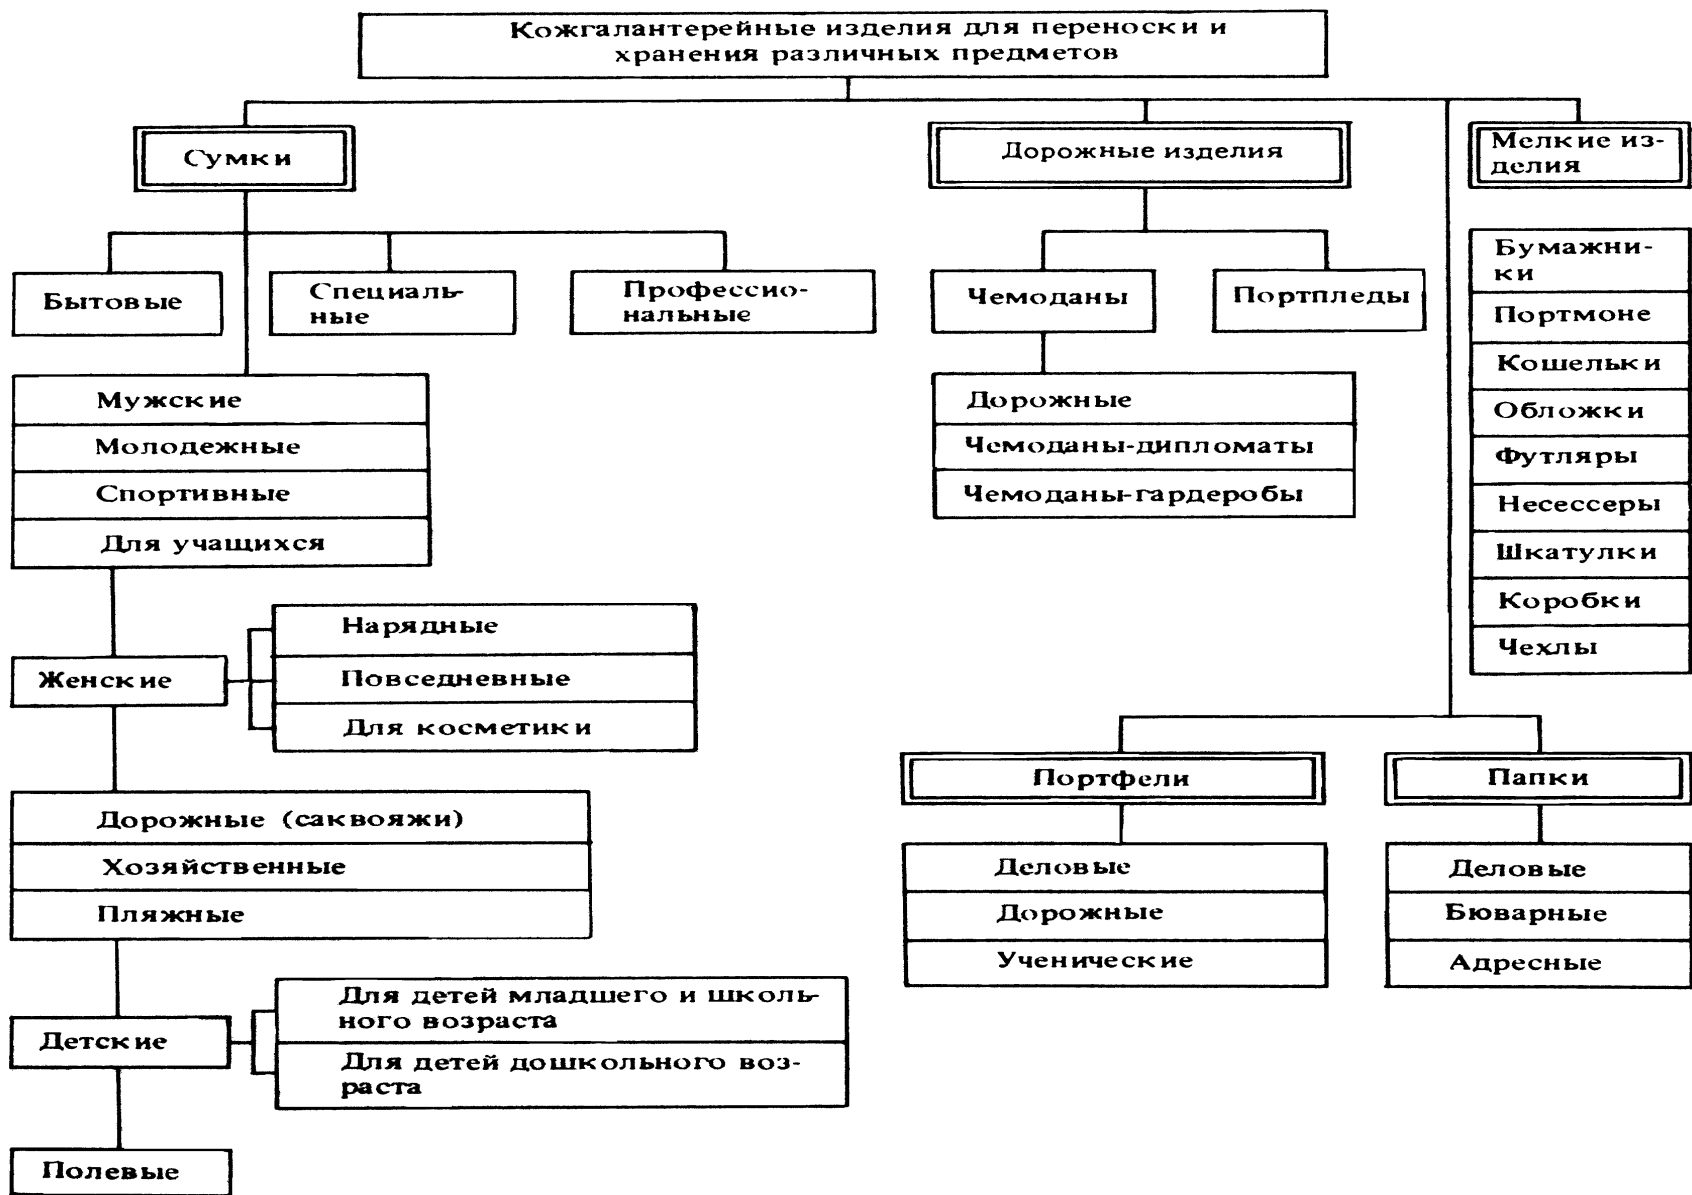 Кожгалантерейные изделия для переноски и
хранения различных предметов
Сумки
Дорожные изделия
Мелкие из-
делия
Бытовые
Специаль-
ные
Профессио-
нальные
Чемоданы
Портпледы
Бумажни-
ки
Портмоне
Кошельки
Обложки
Футляры
Несессеры
Шкатулки
Коробки
Чехлы
Мужские
Молодежные
Спортивные
Для учащихся
Дорожные
Чемоданы-дипломаты
Чемоданы-гардеробы
Женские
Нарядные
Повседневные
Для косметики
Дорожные (саквояжи)
Хозяйственные
Пляжные
Портфели
Папки
Деловые
Дорожные
Ученические
Деловые
Бюварные
Адресные
Детские
Для детей младшего и школь-
ного возраста
Для детей дошкольного воз-
раста
Полевые